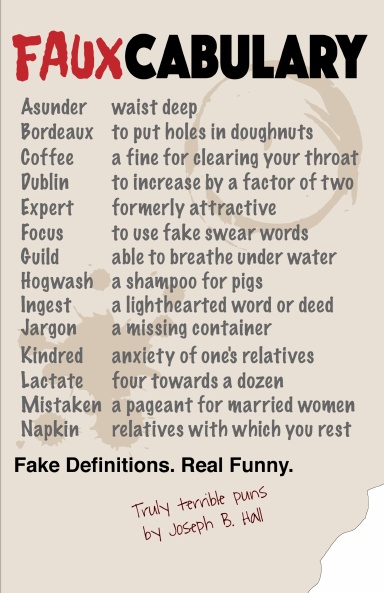 FAUXCABULARY
Asunder waist deep
Bordeaux to put holes in doughnuts
Coffee a fine for clearing your throat
Dublin to increase by a factor of two
Expert formerly attractive
Focus to use fake swear words
Guild able to breathe under water
Hogwash a shampoo for pigs
Ingest a lighthearted word or deed
Jargon a missing container
Kindred anxiety of one's relatives
Lactate four towards a dozen
Mistaken a pageant for married women
Napkin relatives with which you rest
Fake Definitions. Real Funny.
Truly terrible puns
by Joseph B. Hall